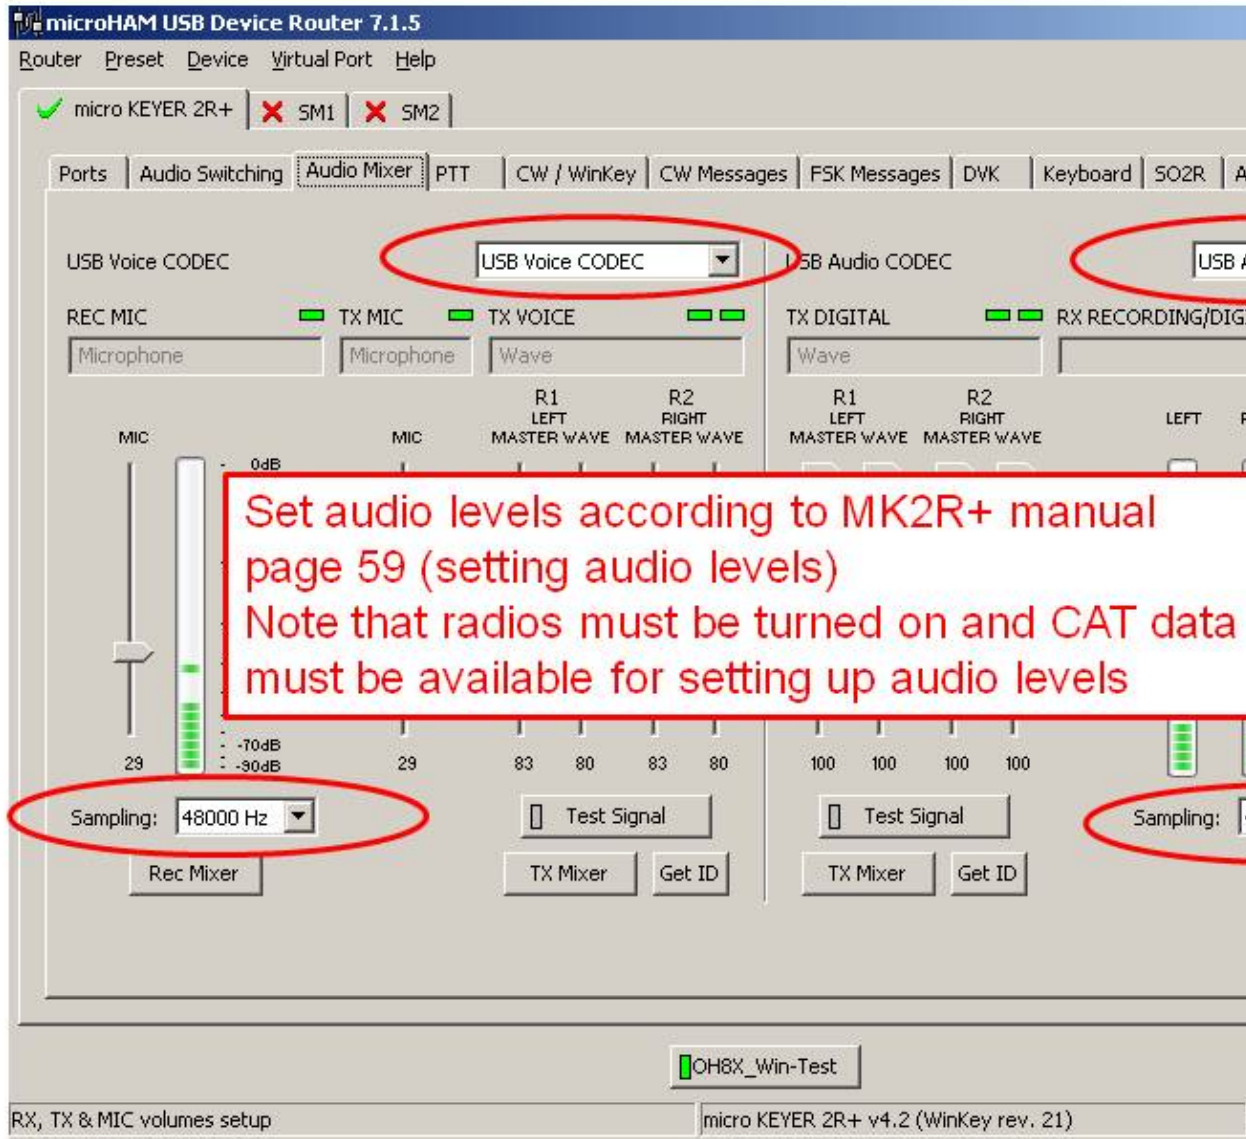 microHAM USB Device Router 7.1.5
Router Preset Device Virtual Port Help
micro KEYER 2R+ SM1 SM2
Ports Audio Switching Audio Mixer PTT CW / WinKey CW Messages FSK Messages DVK Keyboard SO2R A
USB Voice CODEC USB Voice CODEC USB Audio CODEC USB A
REC MIC TX MIC TX VOICE TX DIGITAL RX RECORDING/DIGI
Microphone Microphone Wave Wave
R1 R2 R1 R2
LEFT RIGHT LEFT RIGHT LEFT
MIC MIC MASTER WAVE MASTER WAVE MASTER WAVE MASTER WAVE
0dB
Set audio levels according to MK2R+ manual
page 59 (setting audio levels)
Note that radios must be turned on and CAT data
must be available for setting up audio levels
-70dB
29 -90dB 29 83 80 83 80 100 100 100 100
Sampling: 48000 Hz Test Signal Test Signal Sampling:
Rec Mixer TX Mixer Get ID TX Mixer Get ID
OH8X_Win-Test
RX, TX & MIC volumes setup micro KEYER 2R+ v4.2 (WinKey rev. 21)